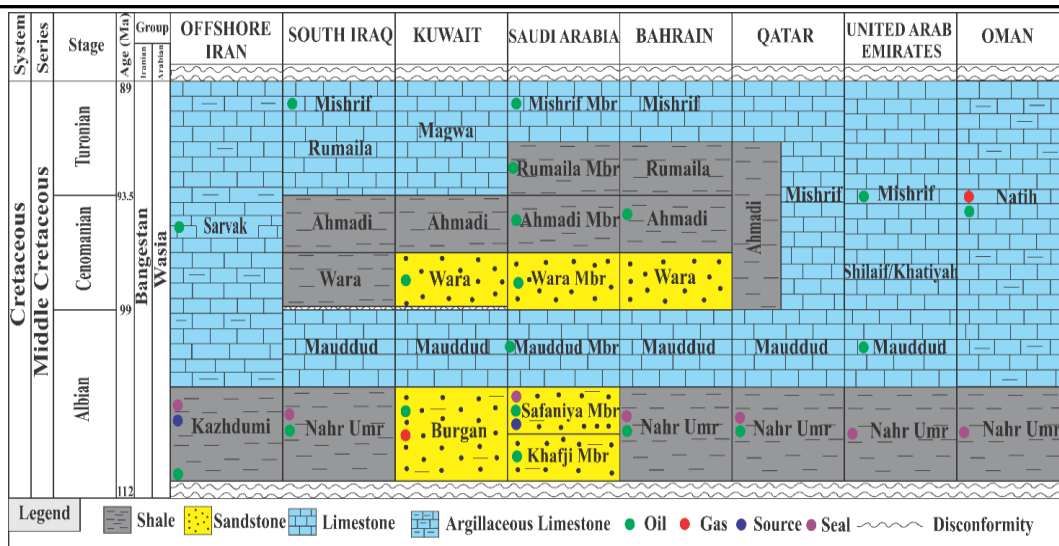 System
Series
Stage
Age (Ma)
Group
Iranian
Arabian
OFFSHORE
IRAN
SOUTH IRAQ
KUWAIT
SAUDI ARABIA
BAHRAIN
QATAR
UNITED ARAB
EMIRATES
OMAN
Cretaceous
Middle Cretaceous
Turonian
Cenomanian
Albian
89
93.5
99
112
Bangestan
Wasia
Sarvak
Kazhdumi
Mishrif
Rumaila
Ahmadi
Wara
Mauddud
Nahr Umr
Magwa
Ahmadi
Wara
Mauddud
Burgan
Mishrif Mbr
Rumaila Mbr
Ahmadi Mbr
Wara Mbr
Mauddud Mbr
Safaniya Mbr
Khafji Mbr
Mishrif
Rumaila
Ahmadi
Wara
Mauddud
Nahr Umr
Ahmadi
Mishrif
Mauddud
Nahr Umr
Mishrif
Shilaif/Khatiyah
Mauddud
Nahr Umr
Natih
Nahr Umr
Legend
Shale
Sandstone
Limestone
Argillaceous Limestone
Oil
Gas
Source
Seal
Disconformity